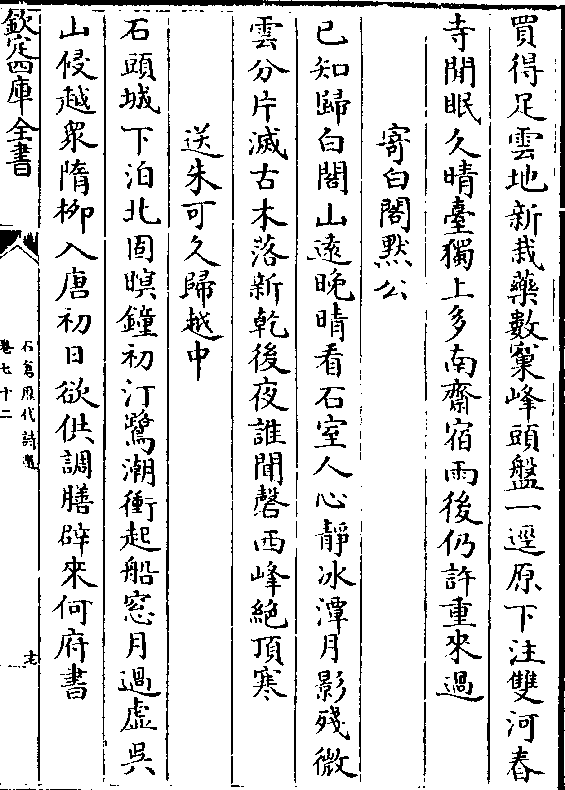 買得足雲地新栽藥數窠峰頭盤一逕原下注雙河春
寺閒眠久晴臺獨上多南齋宿雨後仍許重來過
寄白閣默公
已知歸白閣山遠晩晴看石室人心靜冰潭月影殘微
雲分片滅古木落新乾後夜誰聞磬西峰絶頂寒
送朱可久歸越中
石頭城下泊北固暝鐘初汀鷺潮衝起船窓月過虛吳
山侵越衆隋栁入唐初日欲供調膳辟來何府書
欽定四庫全書
石倉歴代詩選
卷七十二